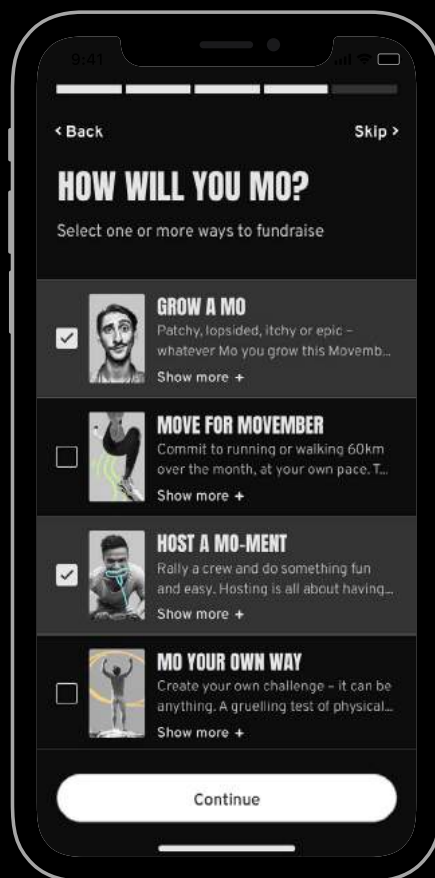 9:41
< Back
Skip >
HOW WILL YOU MO?
Select one or more ways to fundraise
GROW A MO
Patchy, lopsided, itchy or epic –
whatever Mo you grow this Movemb...
Show more +
MOVE FOR MOVEMBER
Commit to running or walking 60km
over the month, at your own pace. T...
Show more +
HOST A MO-MENT
Rally a crew and do something fun
and easy. Hosting is all about having...
Show more +
MO YOUR OWN WAY
Create your own challenge – it can be
anything. A gruelling test of physical...
Show more +
Continue